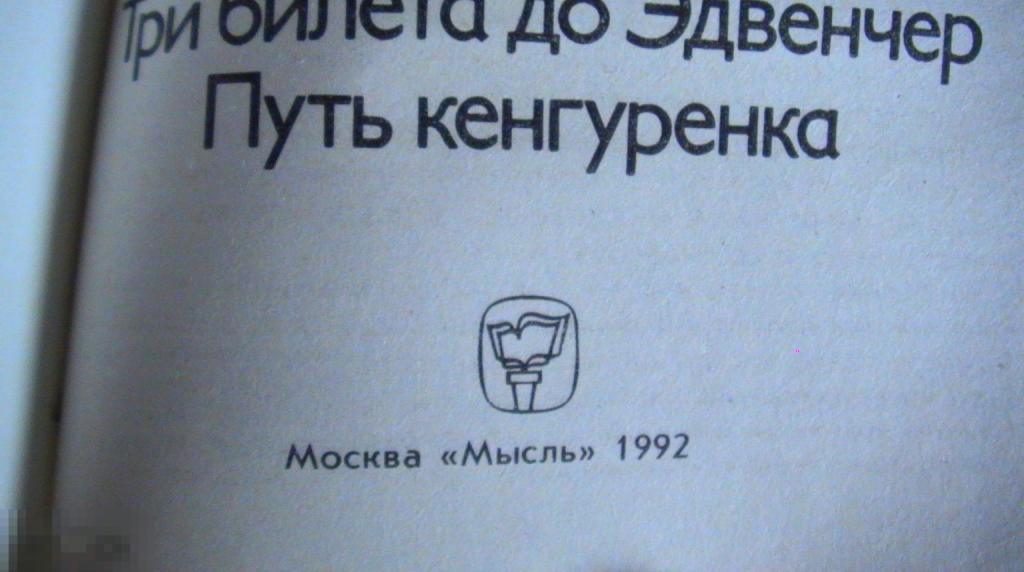 Три билета до Эдвенчер
Путь кенгуренка
Москва «Мысль» 1992